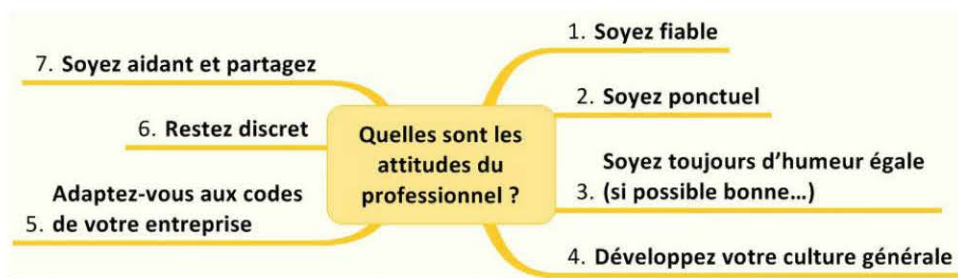 Quelles sont les
attitudes du
professionnel ?
1. Soyez fiable
2. Soyez ponctuel
Soyez toujours d'humeur égale
3. (si possible bonne...)
4. Développez votre culture générale
Adaptez-vous aux codes
5. de votre entreprise
6. Restez discret
7. Soyez aidant et partagez